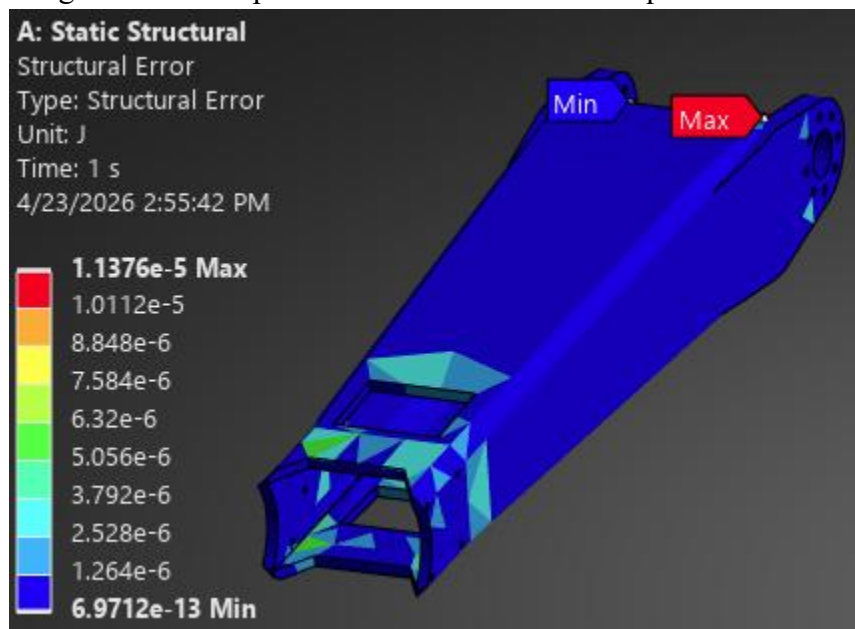 A: Static Structural
Structural Error
Type: Structural Error
Unit: J
Time: 1 s
4/23/2026 2:55:42 PM
Min
Max
1.1376e-5 Max
1.0112e-5
8.848e-6
7.584e-6
6.32e-6
5.056e-6
3.792e-6
2.528e-6
1.264e-6
6.9712e-13 Min